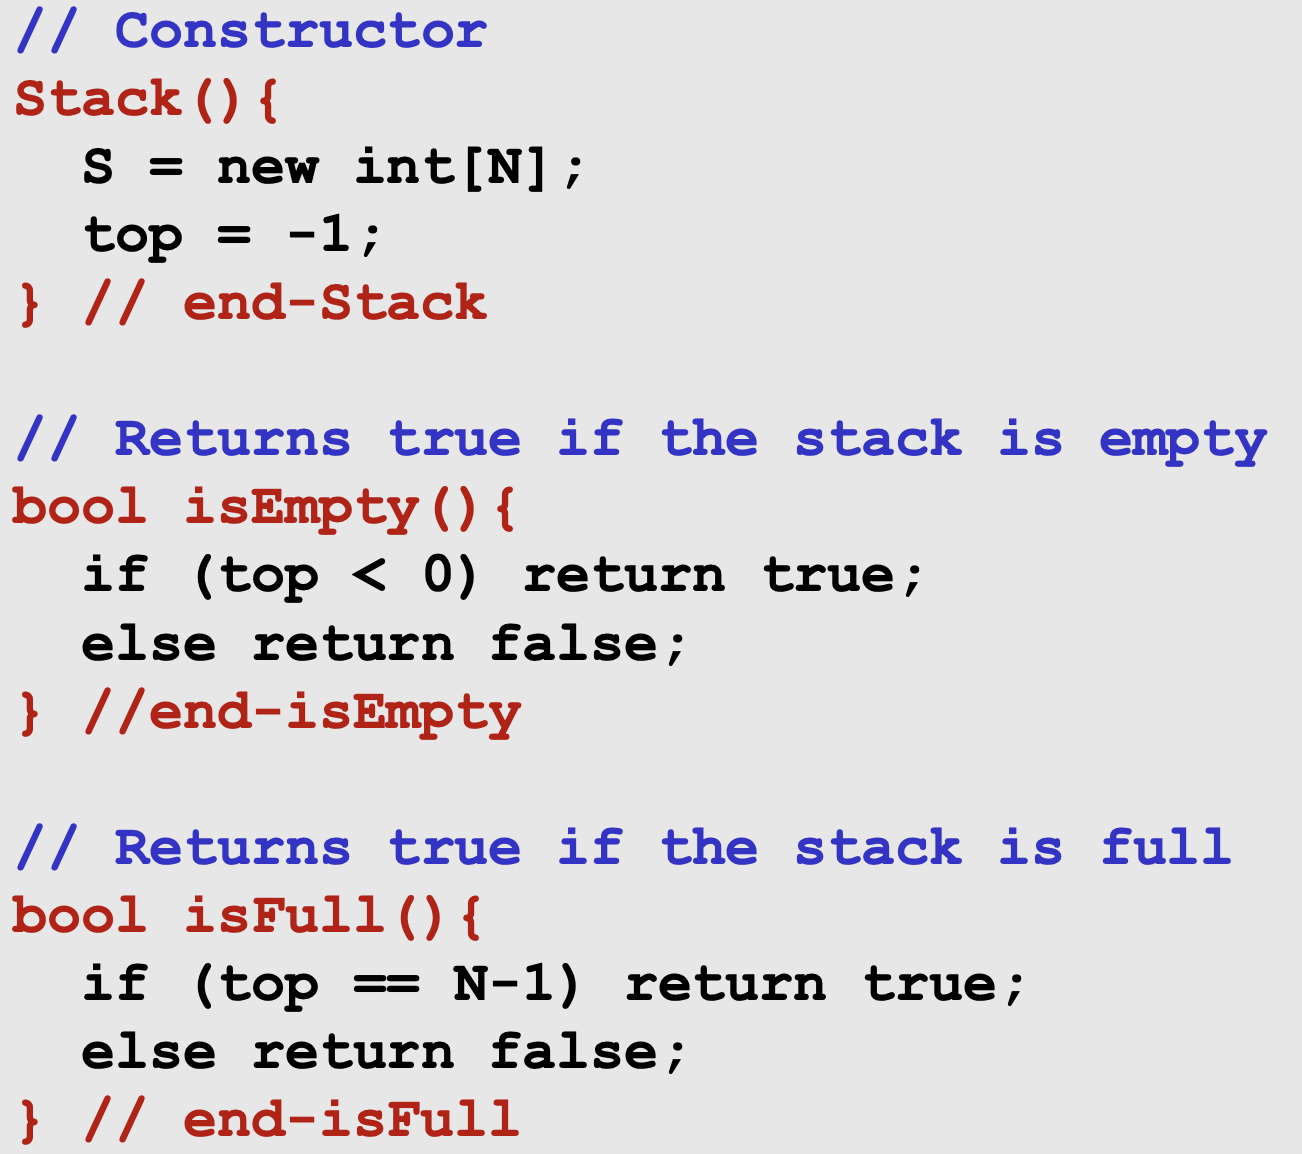 // Constructor
Stack(){
  S = new int[N];
  top = -1;
} // end-Stack

// Returns true if the stack is empty
bool isEmpty(){
  if (top < 0) return true;
  else return false;
} //end-isEmpty

// Returns true if the stack is full
bool isFull(){
  if (top == N-1) return true;
  else return false;
} // end-isFull